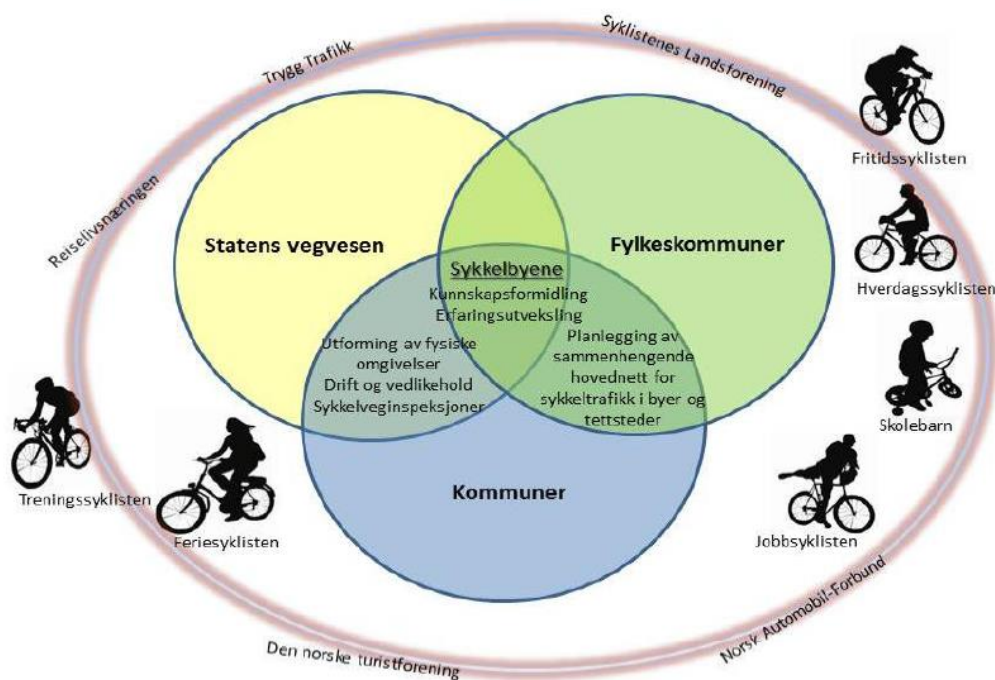 Syklistenes Landsforening
Trygg Trafikk
Reiselivsnæringen
Fritidssyklisten
Statens vegvesen
Fylkeskommuner
Sykkelbyene
Kunnskapsformidling
Erfaringsutveksling
Hverdagssyklisten
Utforming av fysiske
omgivelser
Drift og vedlikehold
Sykkelveginspeksjoner
Planlegging av
sammenhengende
hovednett for
sykkeltrafikk i byer og
tettsteder
Skolebarn
Treningssyklisten
Feriesyklisten
Kommuner
Jobbsyklisten
Norsk Automobil-Forbund
Den norske turistforening